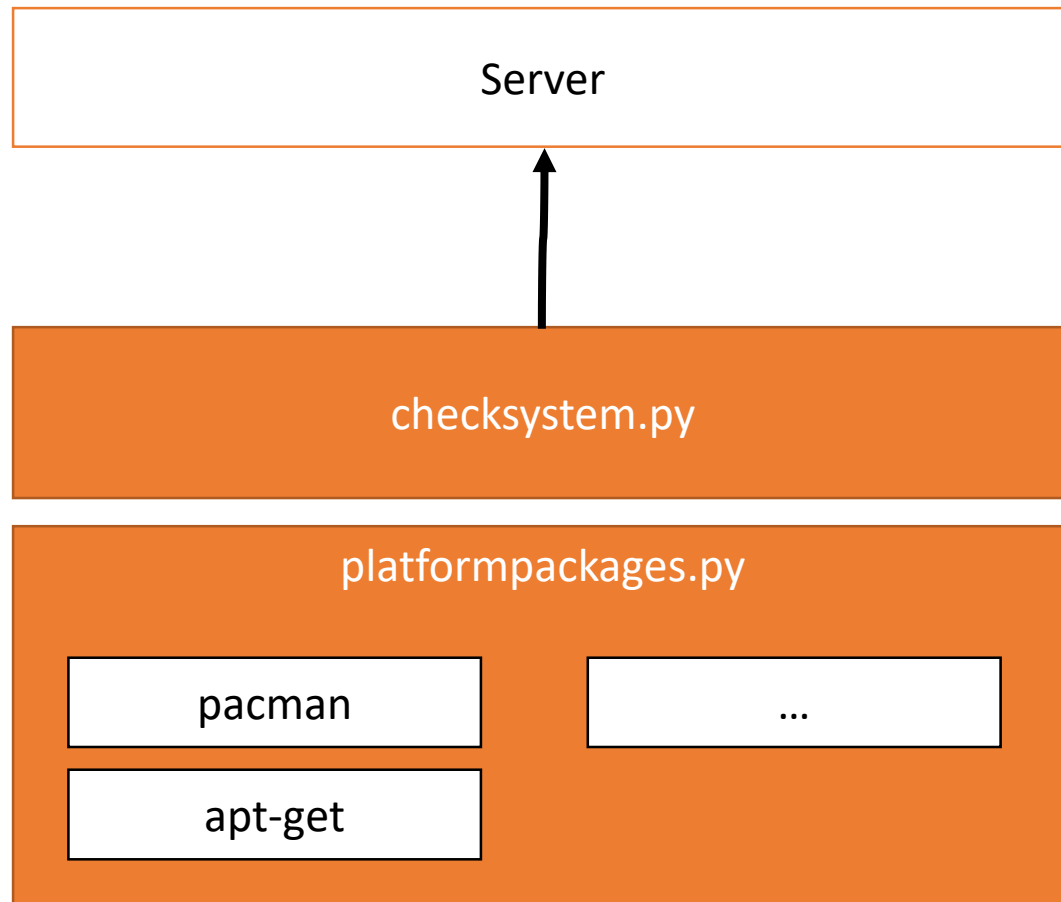 Server
checksystem.py
platformpackages.py
pacman
...
apt-get